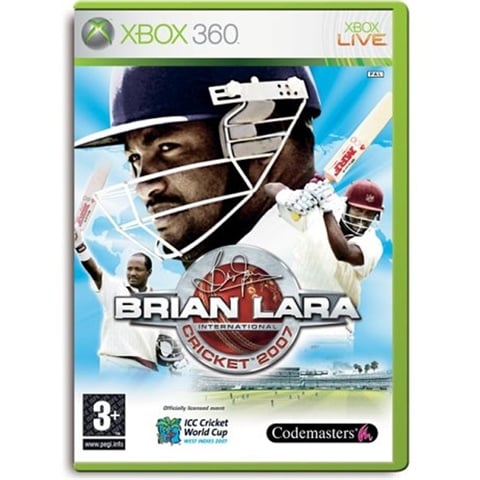 XBOX 360
XBOX
LIVE
PAL
BRIAN LARA
INTERNATIONAL
CRICKET 2007
3+
www.pegi.info
Officially licensed event
ICC Cricket
World Cup
WEST INDIES 2007
Codemasters